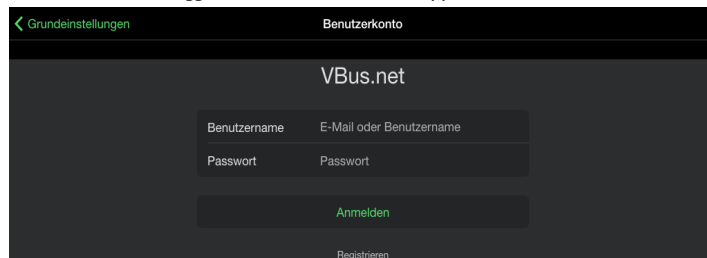 Grundeinstellungen Benutzerkonto
VBus.net
Benutzername E-Mail oder Benutzername
Passwort Passwort
Anmelden
Registrieren